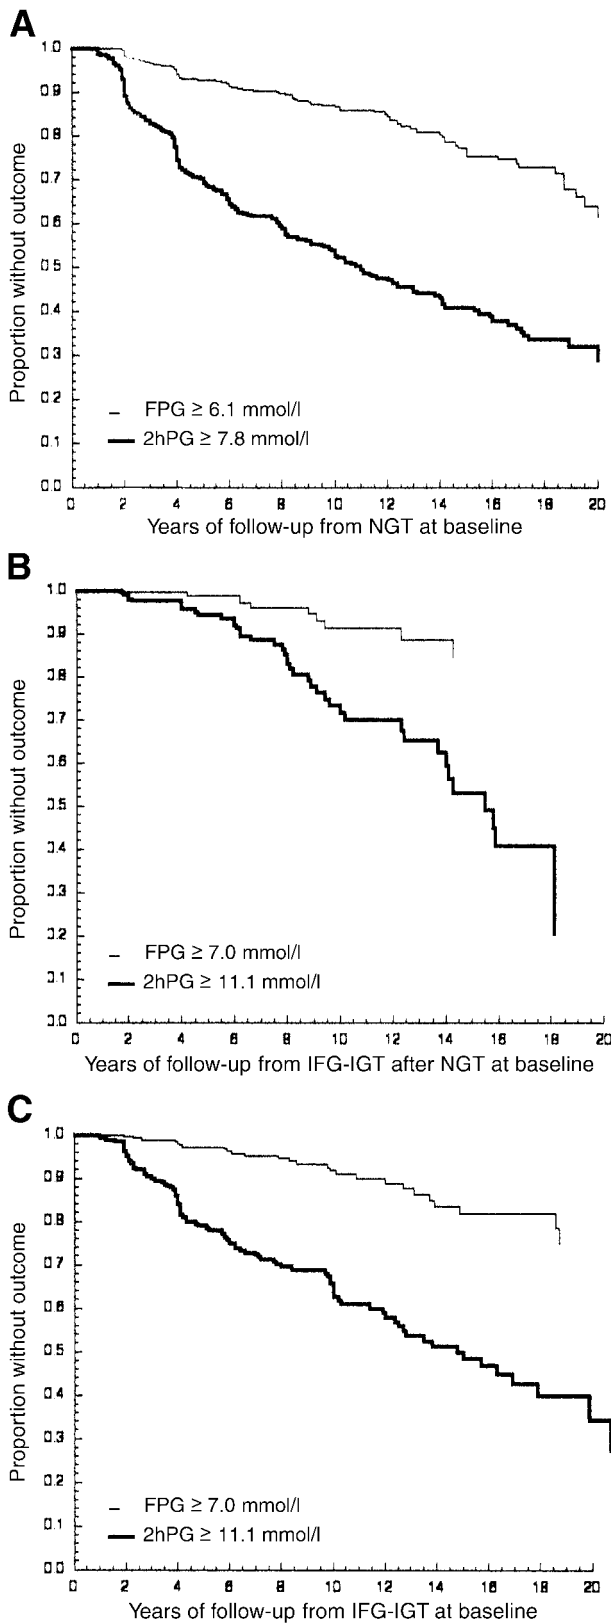 A
Proportion without outcome
1.0
0.9
0.8
0.7
0.6
0.5
0.4
0.3
0.2
0.1
0.0
FPG ≥ 6.1 mmol/l
2hPG ≥ 7.8 mmol/l
0 2 4 6 8 10 12 14 16 18 20
Years of follow-up from NGT at baseline
B
Proportion without outcome
1.0
0.9
0.8
0.7
0.6
0.5
0.4
0.3
0.2
0.1
0.0
FPG ≥ 7.0 mmol/l
2hPG ≥ 11.1 mmol/l
0 2 4 6 8 10 12 14 16 18 20
Years of follow-up from IFG-IGT after NGT at baseline
C
Proportion without outcome
1.0
0.9
0.8
0.7
0.6
0.5
0.4
0.3
0.2
0.1
0.0
FPG ≥ 7.0 mmol/l
2hPG ≥ 11.1 mmol/l
0 2 4 6 8 10 12 14 16 18 20
Years of follow-up from IFG-IGT at baseline